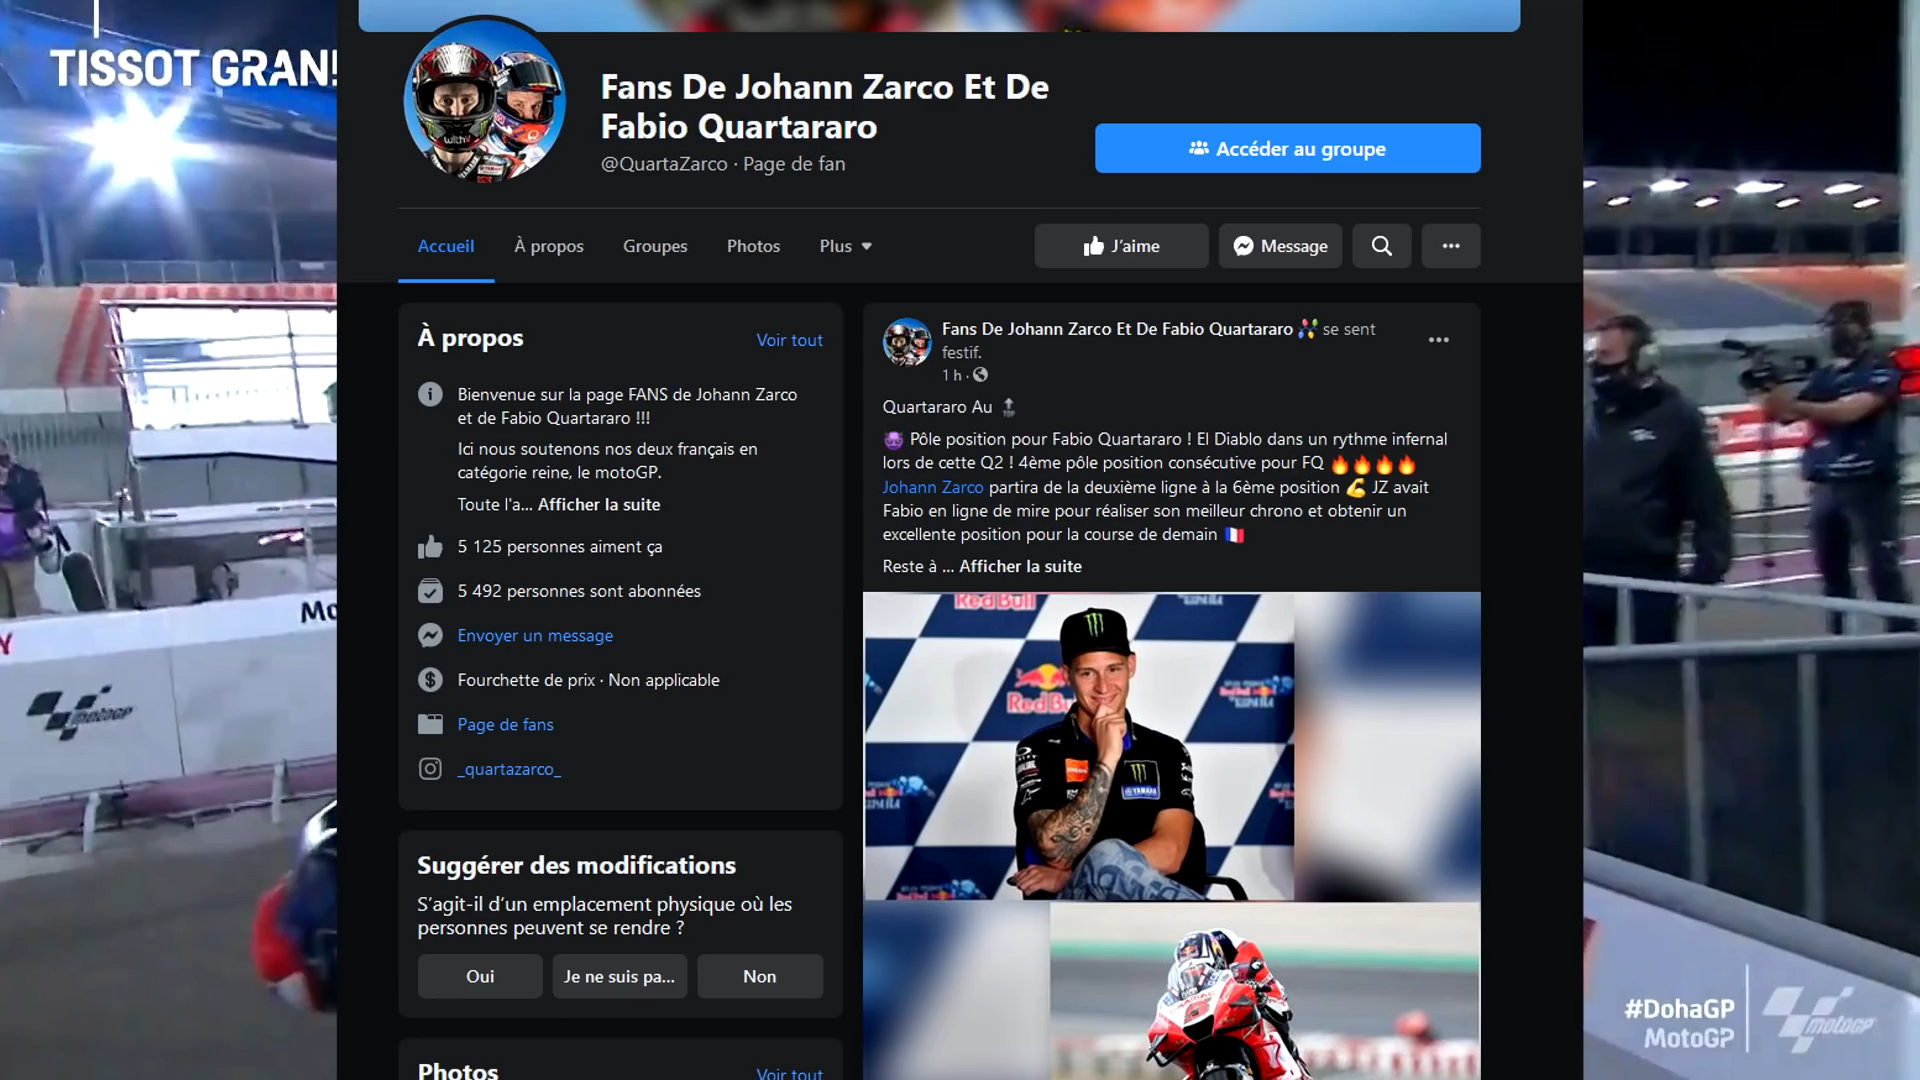 TISSOT GRAN
Fans De Johann Zarco Et De
Fabio Quartararo
@QuartaZarco · Page de fan
Accéder au groupe
Accueil
À propos
Groupes
Photos
Plus
J’aime
Message
À propos
Voir tout
Bienvenue sur la page FANS de Johann Zarco
et de Fabio Quartararo !!!
Ici nous soutenons nos deux français en
catégorie reine, le motoGP.
Toute l'a... Afficher la suite
5 125 personnes aiment ça
5 492 personnes sont abonnées
Envoyer un message
Fourchette de prix · Non applicable
Page de fans
_quartazarco_
Suggérer des modifications
S’agit-il d’un emplacement physique où les
personnes peuvent se rendre ?
Oui
Je ne suis pa...
Non
Photos
Voir tout
Fans De Johann Zarco Et De Fabio Quartararo se sent
festif.
1 h ·
Quartararo Au 🔝
😈 Pôle position pour Fabio Quartararo ! El Diablo dans un rythme infernal
lors de cette Q2 ! 4ème pôle position consécutive pour FQ 🔥🔥🔥🔥
Johann Zarco partira de la deuxième ligne à la 6ème position 💪 JZ avait
Fabio en ligne de mire pour réaliser son meilleur chrono et obtenir un
excellente position pour la course de demain 🇫🇷
Reste à ... Afficher la suite
Red Bull
Red Bu
YAMAHA
Mo
motoGP
#DohaGP
MotoGP
motoGP